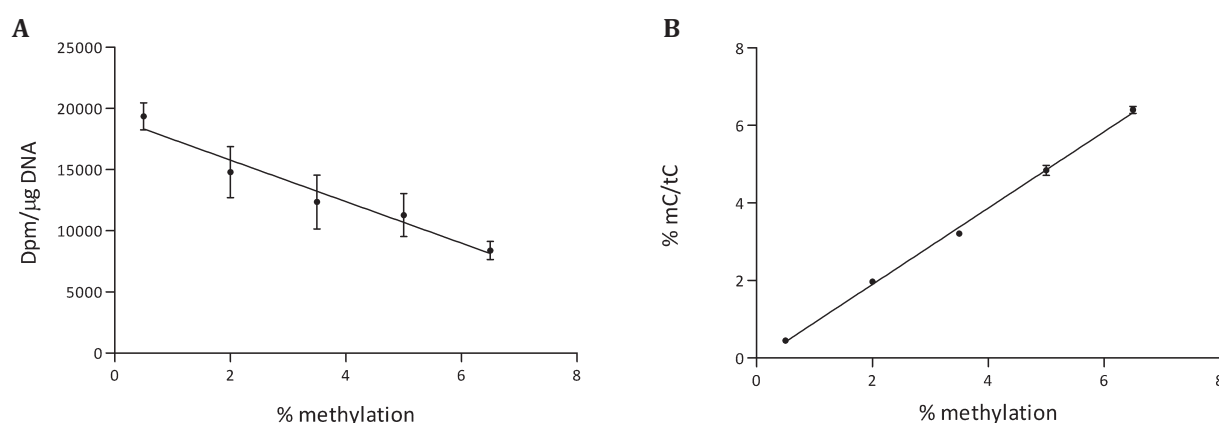 A
25000
20000
15000
10000
5000
0
Dpm/µg DNA
0 2 4 6 8
% methylation
B
8
6
4
2
0
% mC/tC
0 2 4 6 8
% methylation